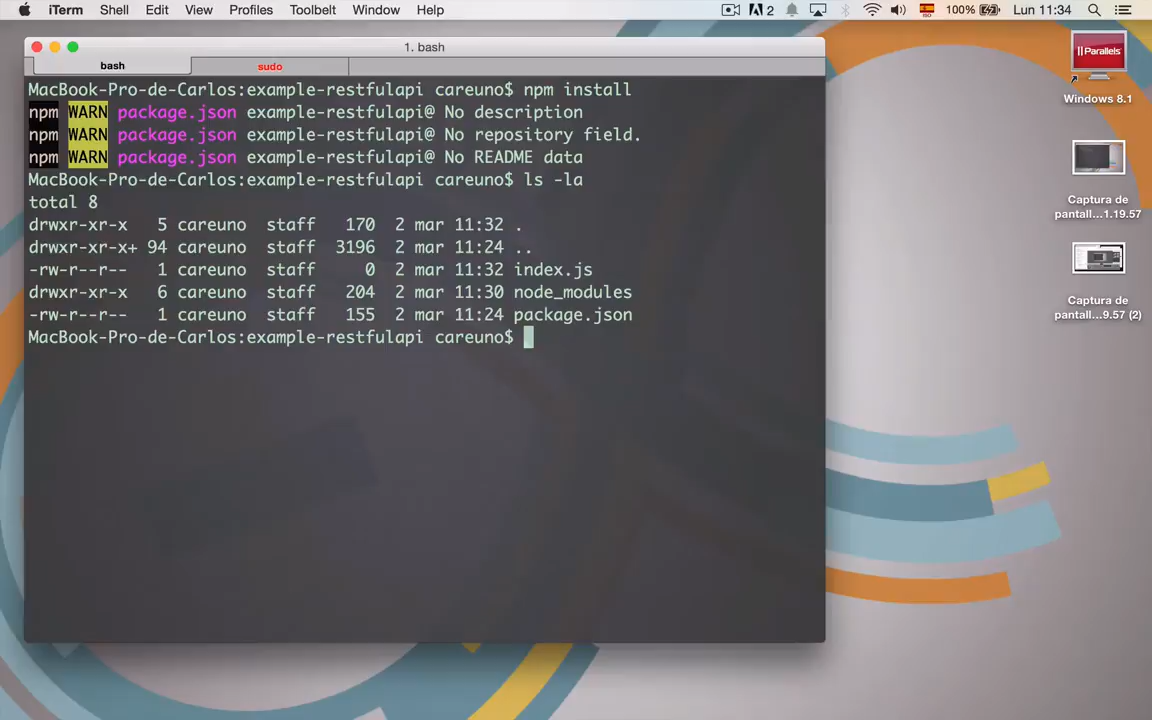 iTerm Shell Edit View Profiles Toolbelt Window Help 2 ISO 100% Lun 11:34
1. bash
bash sudo
MacBook-Pro-de-Carlos:example-restfulapi careuno$ npm install
npm WARN package.json example-restfulapi@ No description
npm WARN package.json example-restfulapi@ No repository field.
npm WARN package.json example-restfulapi@ No README data
MacBook-Pro-de-Carlos:example-restfulapi careuno$ ls -la
total 8
drwxr-xr-x 5 careuno staff 170 2 mar 11:32 .
drwxr-xr-x+ 94 careuno staff 3196 2 mar 11:24 ..
-rw-r--r-- 1 careuno staff 0 2 mar 11:32 index.js
drwxr-xr-x 6 careuno staff 204 2 mar 11:30 node_modules
-rw-r--r-- 1 careuno staff 155 2 mar 11:24 package.json
MacBook-Pro-de-Carlos:example-restfulapi careuno$
Parallels
Windows 8.1
Captura de
pantall...1.19.57
Captura de
pantall...9.57 (2)